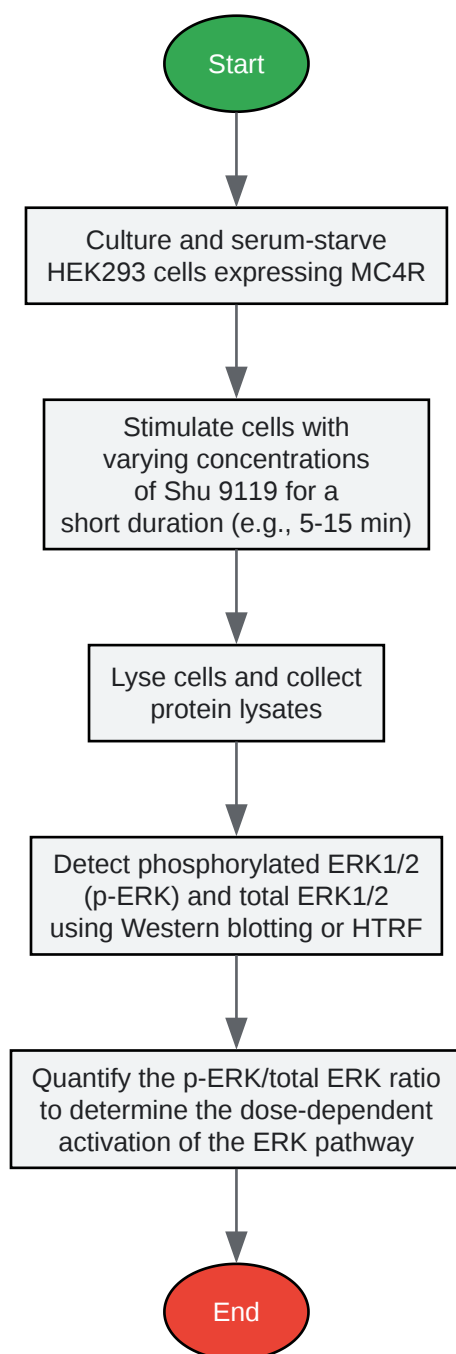 Start
Culture and serum-starve
HEK293 cells expressing MC4R
Stimulate cells with
varying concentrations
of Shu 9119 for a
short duration (e.g., 5-15 min)
Lyse cells and collect
protein lysates
Detect phosphorylated ERK1/2
(p-ERK) and total ERK1/2
using Western blotting or HTRF
Quantify the p-ERK/total ERK ratio
to determine the dose-dependent
activation of the ERK pathway
End